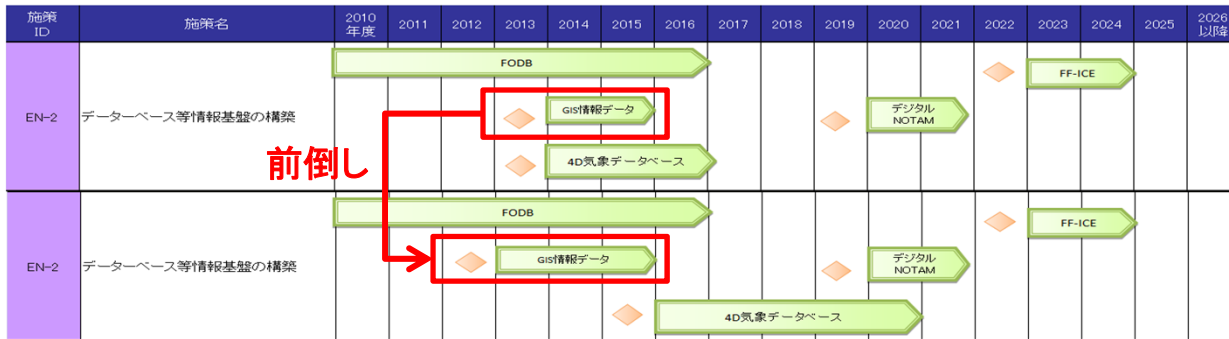 施策
ID
施策名
2010
年度
2011
2012
2013
2014
2015
2016
2017
2018
2019
2020
2021
2022
2023
2024
2025
2026
以降
EN-2
データーベース等情報基盤の構築
FODB
FF-ICE
GIS情報データ
デジタル
NOTAM
4D気象データベース
前倒し
EN-2
データーベース等情報基盤の構築
FODB
FF-ICE
GIS情報データ
デジタル
NOTAM
4D気象データベース